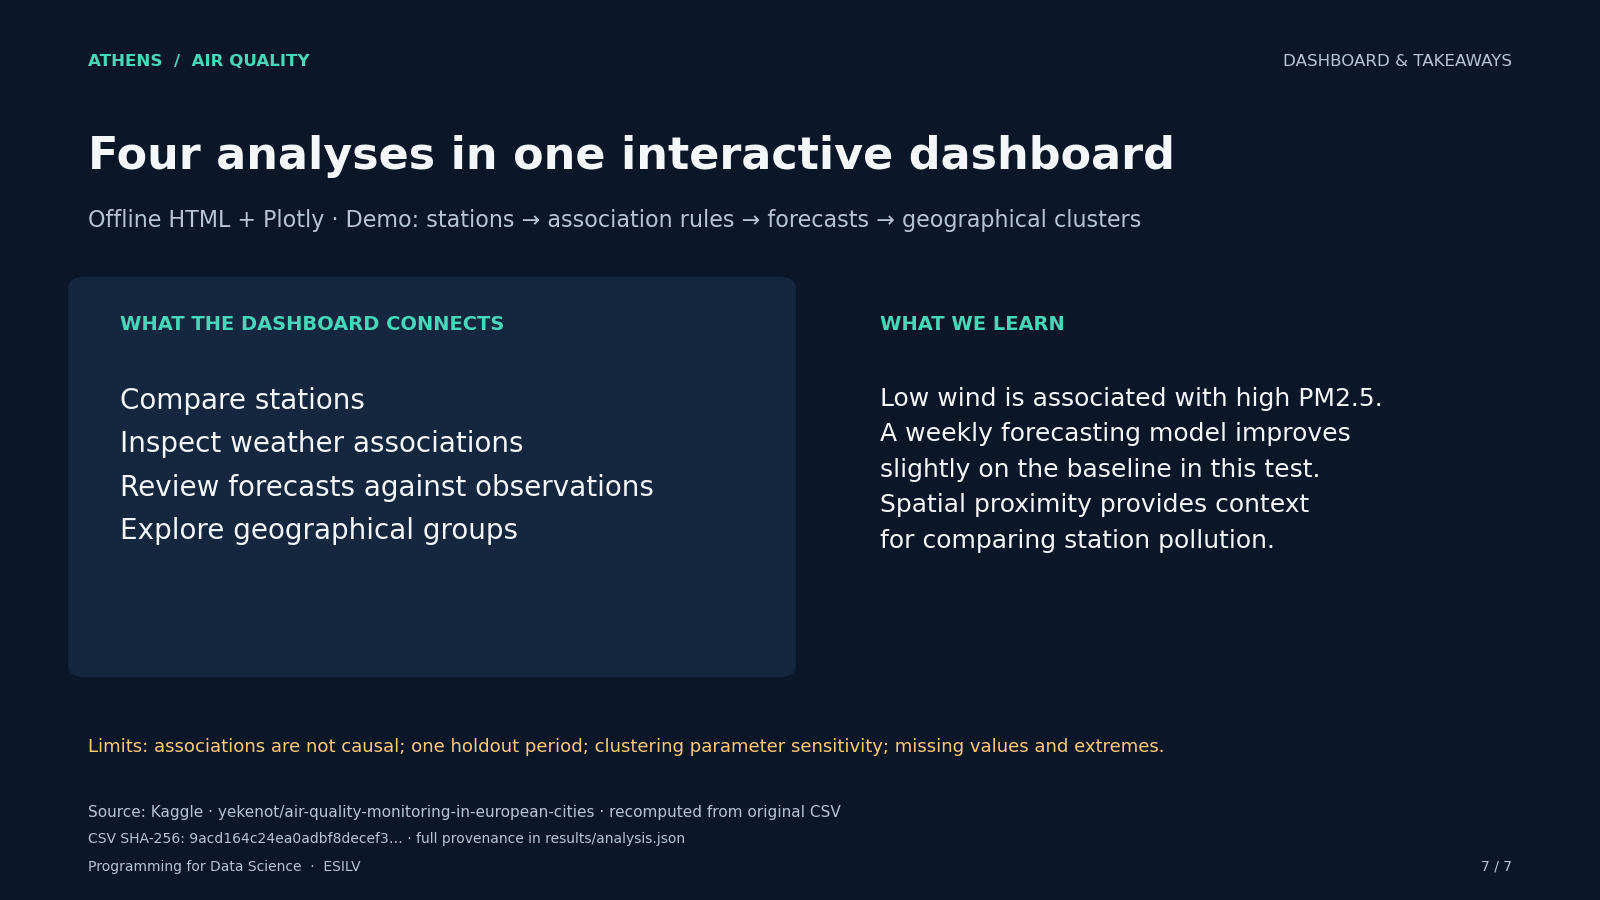 ATHENS / AIR QUALITY
DASHBOARD & TAKEAWAYS
Four analyses in one interactive dashboard
Offline HTML + Plotly · Demo: stations → association rules → forecasts → geographical clusters
WHAT THE DASHBOARD CONNECTS
Compare stations
Inspect weather associations
Review forecasts against observations
Explore geographical groups
WHAT WE LEARN
Low wind is associated with high PM2.5.
A weekly forecasting model improves
slightly on the baseline in this test.
Spatial proximity provides context
for comparing station pollution.
Limits: associations are not causal; one holdout period; clustering parameter sensitivity; missing values and extremes.
Source: Kaggle · yekenot/air-quality-monitoring-in-european-cities · recomputed from original CSV
CSV SHA-256: 9acd164c24ea0adbf8decef3… · full provenance in results/analysis.json
Programming for Data Science · ESILV
7 / 7